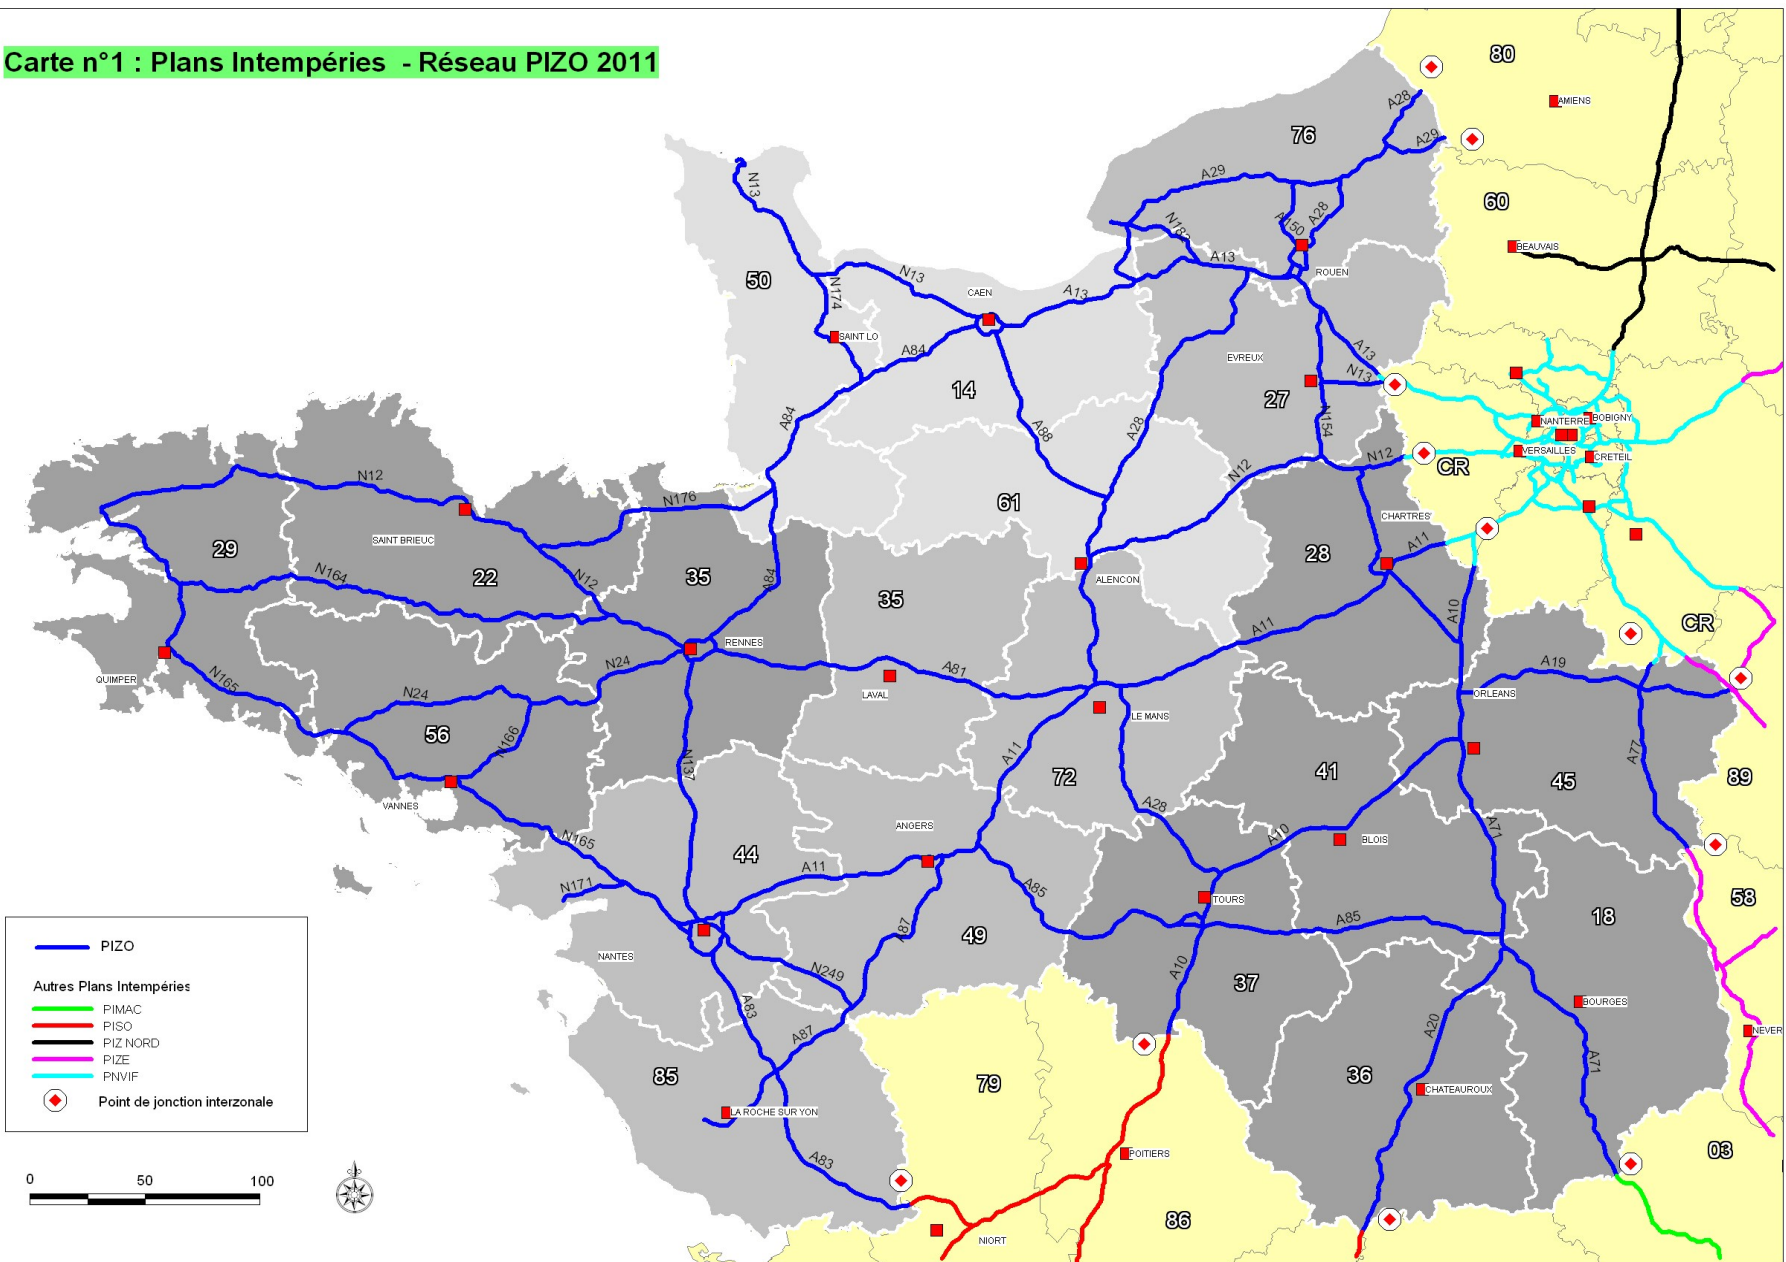 Carte n°1 : Plans Intempéries - Réseau PIZO 2011
80
AMIENS
A28
76
A29
A29
60
N13
A28
A150
N182
BEAUVAIS
A13
ROUEN
50
N13
N174
CAEN
A13
SAINT LO
A84
EVREUX
A13
N13
14
27
A84
A88
A28
N154
NANTERRE
BOBIGNY
VERSAILLES
CRETEIL
N12
CR
N12
N12
N176
61
CHARTRES
SAINT BRIEUC
29
28
A11
N164
22
N12
35
A84
35
ALENCON
A10
CR
A11
RENNES
N24
A81
A19
QUIMPER
N165
N24
LAVAL
ORLEANS
LE MANS
56
N166
N137
A11
72
41
45
A77
89
VANNES
A28
ANGERS
A10
A71
N165
BLOIS
44
A11
N171
A85
TOURS
58
A85
18
A87
49
PIZO
NANTES
N249
A10
37
Autres Plans Intempéries
PIMAC
PISO
PIZ NORD
PIZE
PNVIF
Point de jonction interzonale
A83
A87
BOURGES
A20
NEVER
85
79
36
A71
CHATEAUROUX
LA ROCHE SUR YON
A83
POITIERS
03
0 50 100
86
NIORT